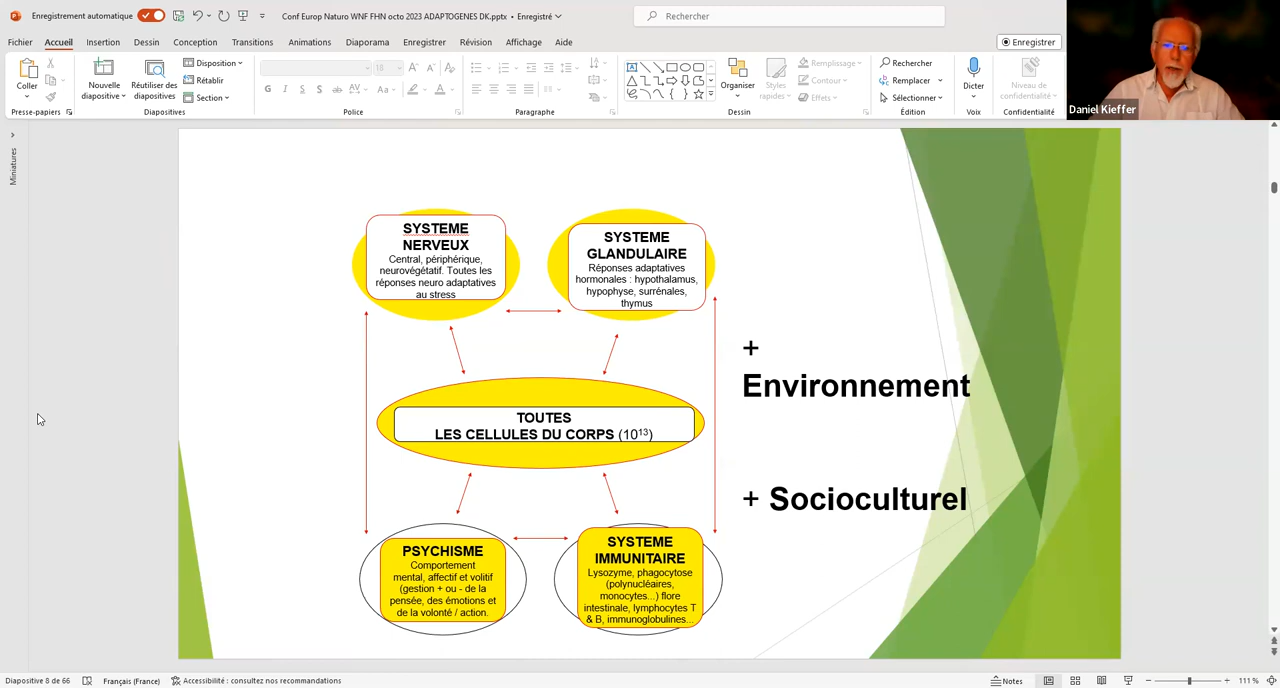 Enregistrement automatique
Conf Europ Naturo WNF FHN octo 2023 ADAPTOGENES DK.pptx • Enregistré
Rechercher
Fichier Accueil Insertion Dessin Conception Transitions Animations Diaporama Enregistrer Révision Affichage Aide
Enregistrer
Coller
Nouvelle
diapositive
Réutiliser des
diapositives
Disposition
Rétablir
Section
18
G I S S ab AV Aa A
Organiser
Styles
rapides
Remplissage
Contour
Effets
Rechercher
Remplacer
Sélectionner
Dicter
Niveau de
confidentialité
Presse-papiers
Diapositives
Police
Paragraphe
Dessin
Édition
Voix
Confidentialité
Daniel Kieffer
Miniatures
SYSTEME
NERVEUX
Central, périphérique,
neurovégétatif. Toutes les
réponses neuro adaptatives
au stress
SYSTEME
GLANDULAIRE
Réponses adaptatives
hormonales : hypothalamus,
hypophyse, surrénales,
thymus
+
Environnement
TOUTES
LES CELLULES DU CORPS (10¹³)
+ Socioculturel
PSYCHISME
Comportement
mental, affectif et volitif
(gestion + ou - de la
pensée, des émotions et
de la volonté / action.
SYSTEME
IMMUNITAIRE
Lysozyme, phagocytose
(polynucléaires,
monocytes...) flore
intestinale, lymphocytes T
& B, immunoglobulines...
Diapositive 8 de 66
Français (France)
Accessibilité : consultez nos recommandations
Notes
111 %